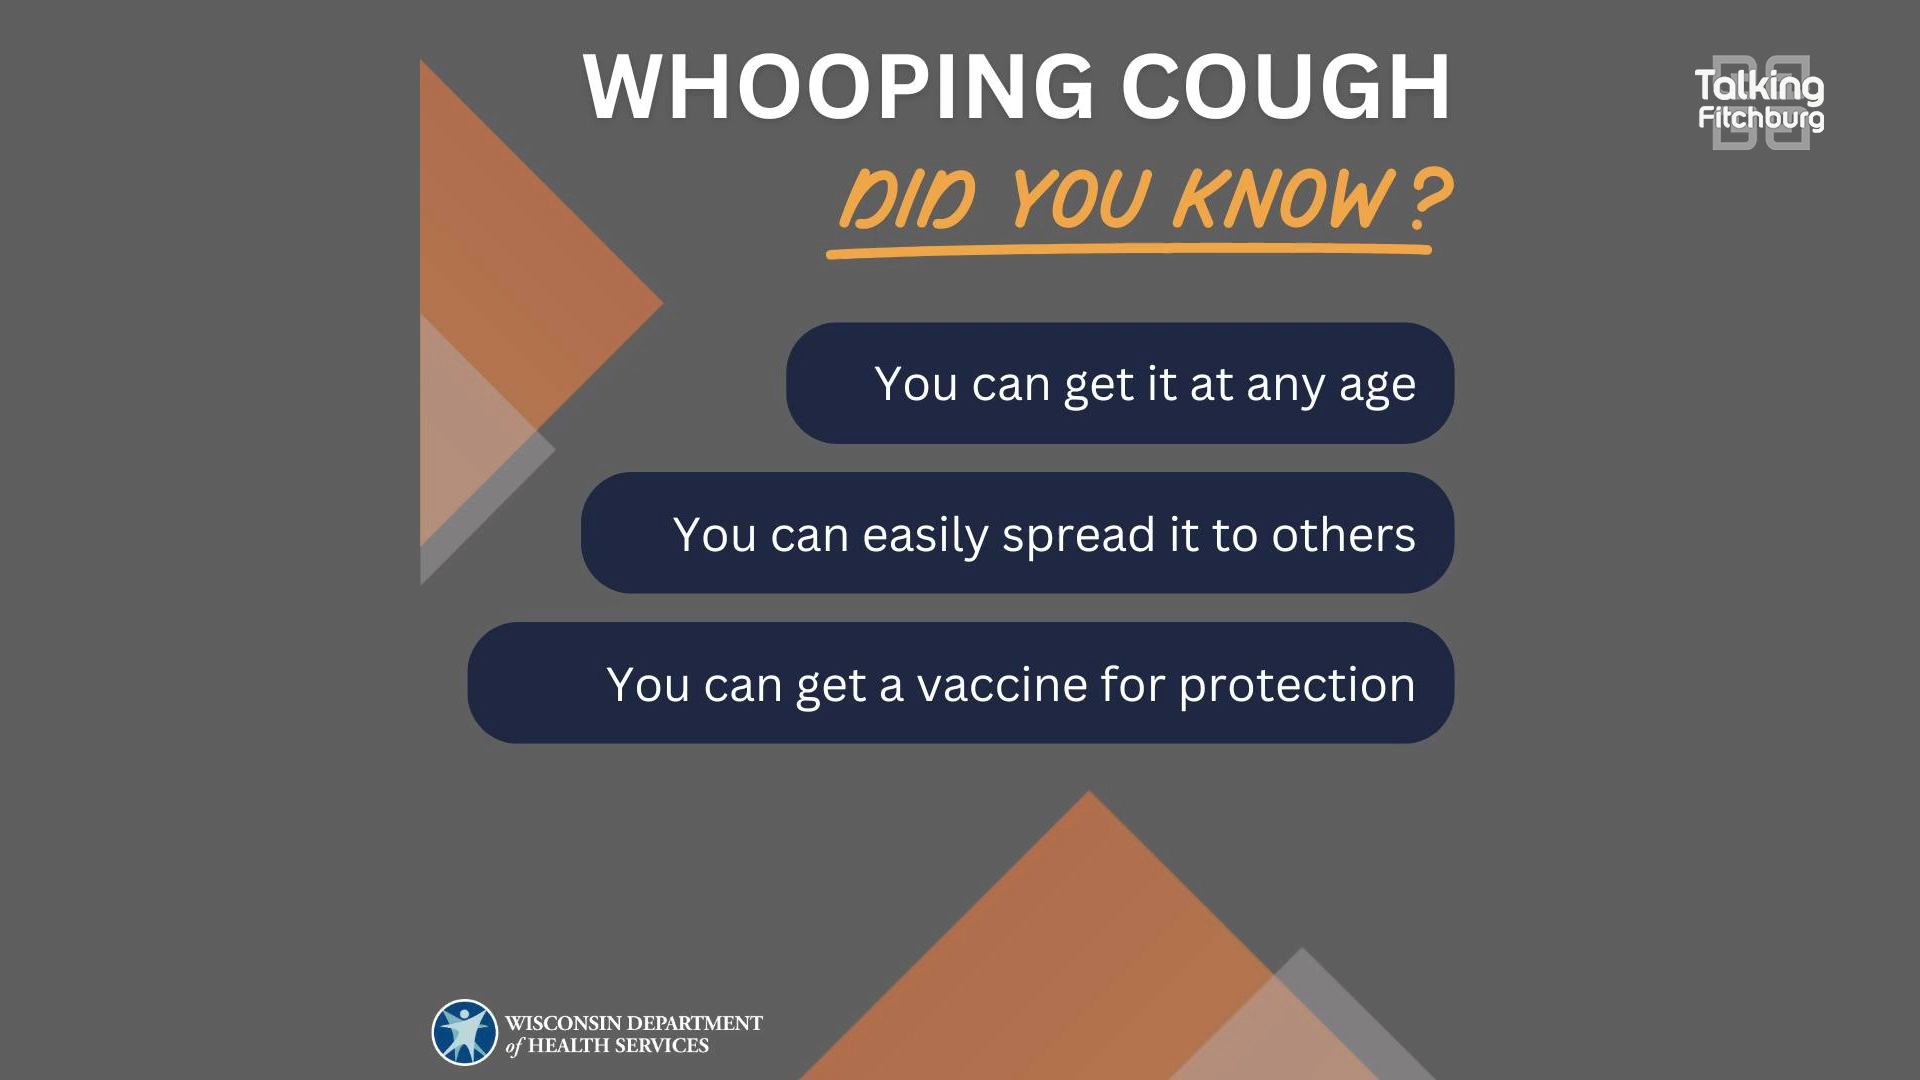 WHOOPING COUGH
Talking
Fitchburg
DID YOU KNOW?
You can get it at any age
You can easily spread it to others
You can get a vaccine for protection
WISCONSIN DEPARTMENT
of HEALTH SERVICES